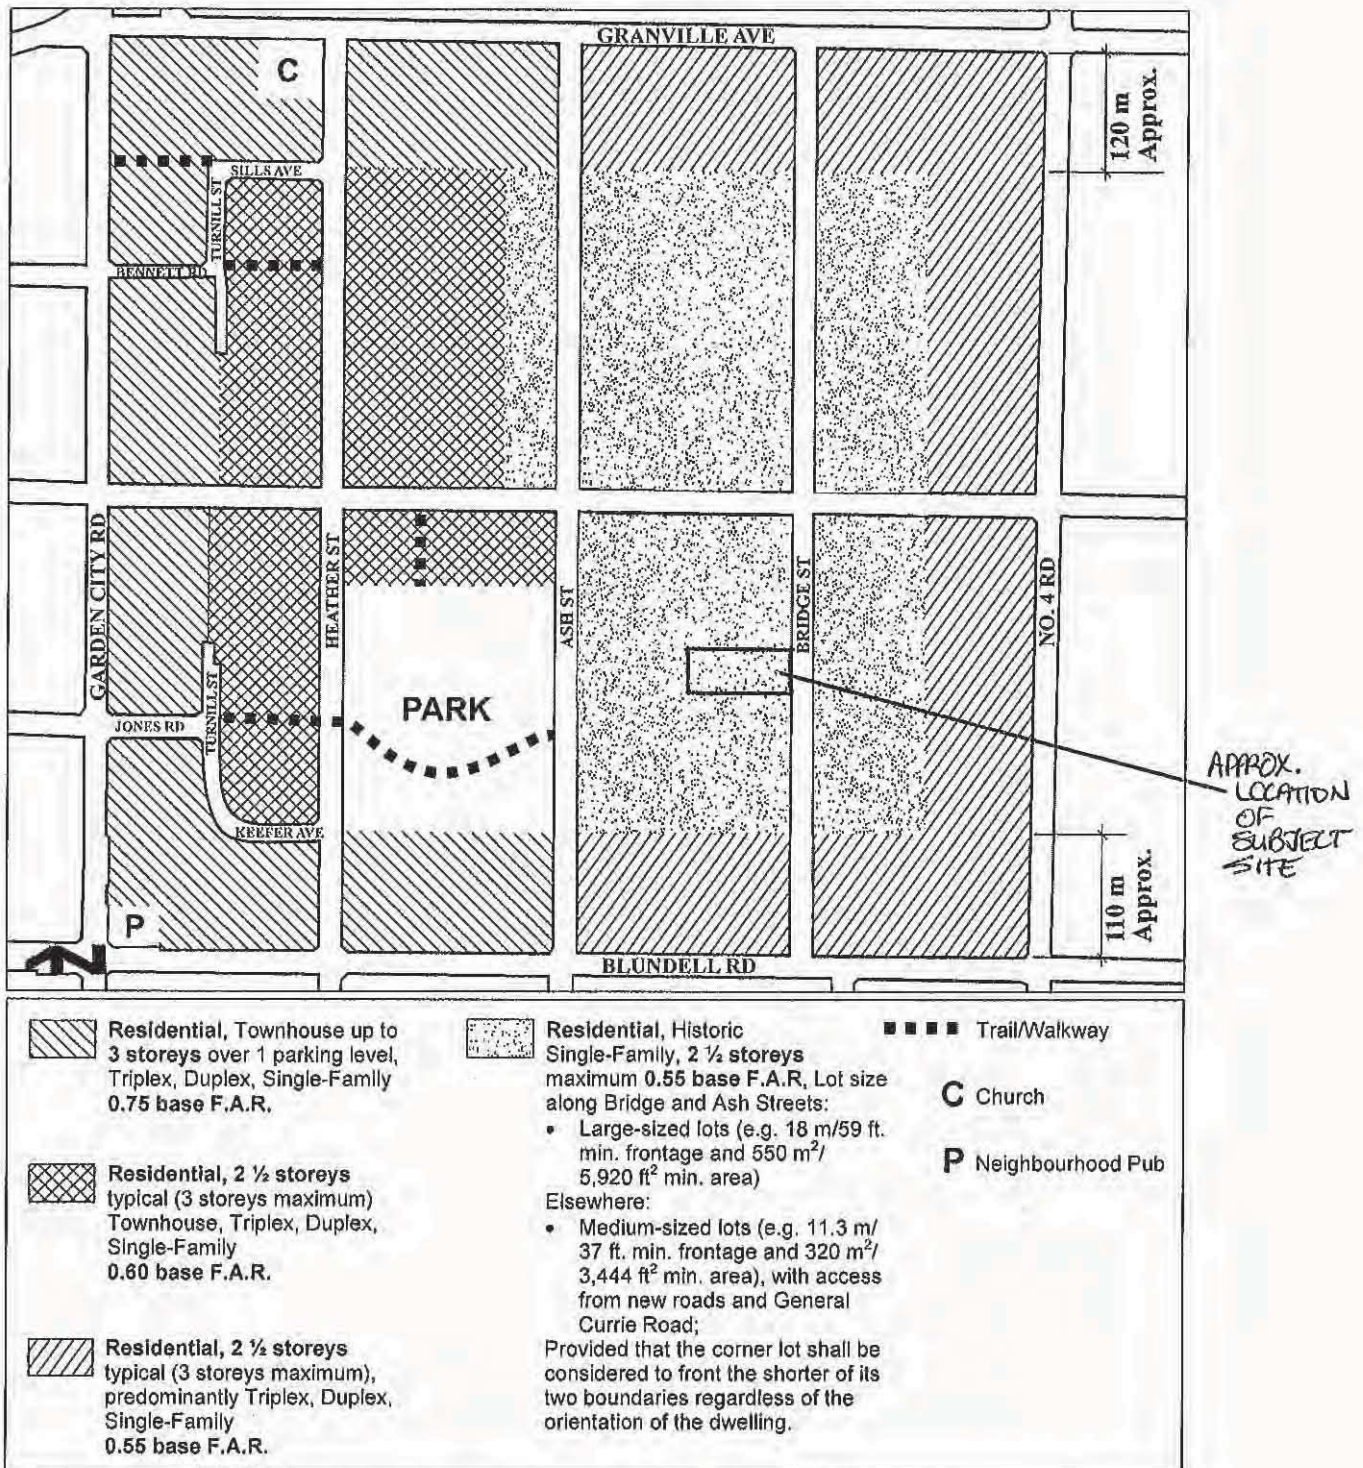 GRANVILLE AVE
C
120 m
Approx.
SILLS AVE
TURNILL ST
BENNETT RD
GARDEN CITY RD
HEATHER ST
ASH ST
BRIDGE ST
NO. 4 RD
PARK
JONES RD
TURNILL ST
KEEFER AVE
APPROX.
LOCATION
OF
SUBJECT
SITE
110 m
Approx.
P
BLUNDELL RD
Residential, Townhouse up to
3 storeys over 1 parking level,
Triplex, Duplex, Single-Family
0.75 base F.A.R.
Residential, 2 ½ storeys
typical (3 storeys maximum)
Townhouse, Triplex, Duplex,
Single-Family
0.60 base F.A.R.
Residential, 2 ½ storeys
typical (3 storeys maximum),
predominantly Triplex, Duplex,
Single-Family
0.55 base F.A.R.
Residential, Historic
Single-Family, 2 ½ storeys
maximum 0.55 base F.A.R, Lot size
along Bridge and Ash Streets:
• Large-sized lots (e.g. 18 m/59 ft.
min. frontage and 550 m²/
5,920 ft² min. area)
Elsewhere:
• Medium-sized lots (e.g. 11.3 m/
37 ft. min. frontage and 320 m²/
3,444 ft² min. area), with access
from new roads and General
Currie Road;
Provided that the corner lot shall be
considered to front the shorter of its
two boundaries regardless of the
orientation of the dwelling.
Trail/Walkway
C Church
P Neighbourhood Pub